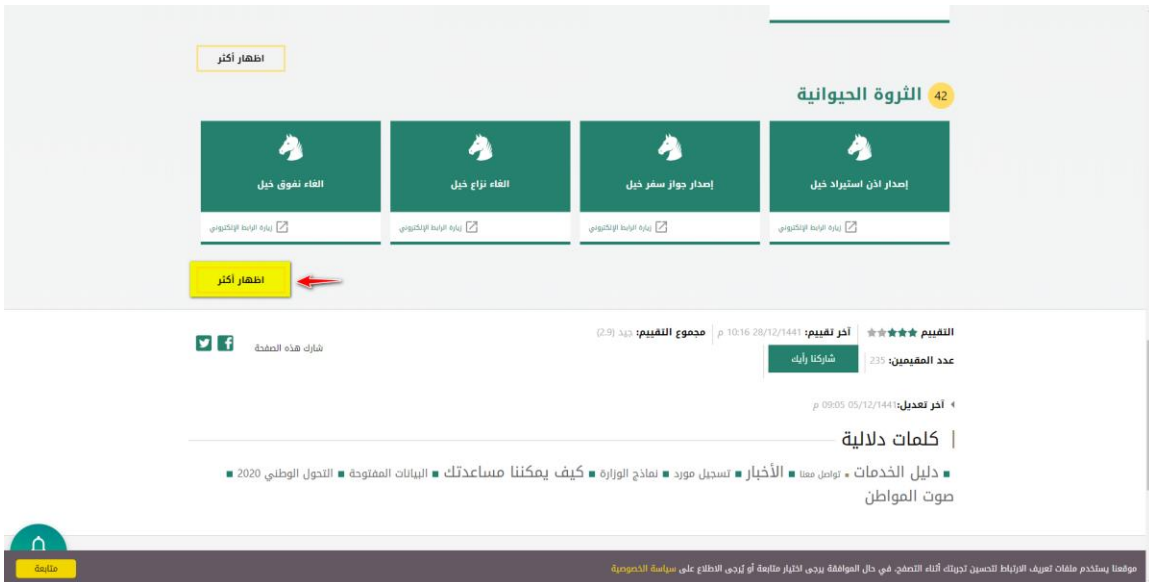 اظهار أكثر
42 الثروة الحيوانية
إصدار اذن استيراد خيل
إصدار جواز سفر خيل
الغاء نزاع خيل
الغاء نفوق خيل
زيارة الرابط الإلكتروني
زيارة الرابط الإلكتروني
زيارة الرابط الإلكتروني
زيارة الرابط الإلكتروني
اظهار أكثر
التقييم آخر تقييم: 28/12/1441 10:16 م مجموع التقييم: جيد (2.9)
شارك هذه الصفحة
عدد المقيمين: 235 شاركنا رأيك
آخر تعديل: 05/12/1441 09:05 م
كلمات دلالية
دليل الخدمات تواصل معنا الأخبار تسجيل مورد نماذج الوزارة كيف يمكننا مساعدتك البيانات المفتوحة التحول الوطني 2020
صوت المواطن
موقعنا يستخدم ملفات تعريف الارتباط لتحسين تجربتك أثناء التصفح. في حال الموافقة يرجى اختيار متابعة أو يُرجى الاطلاع على سياسة الخصوصية
متابعة